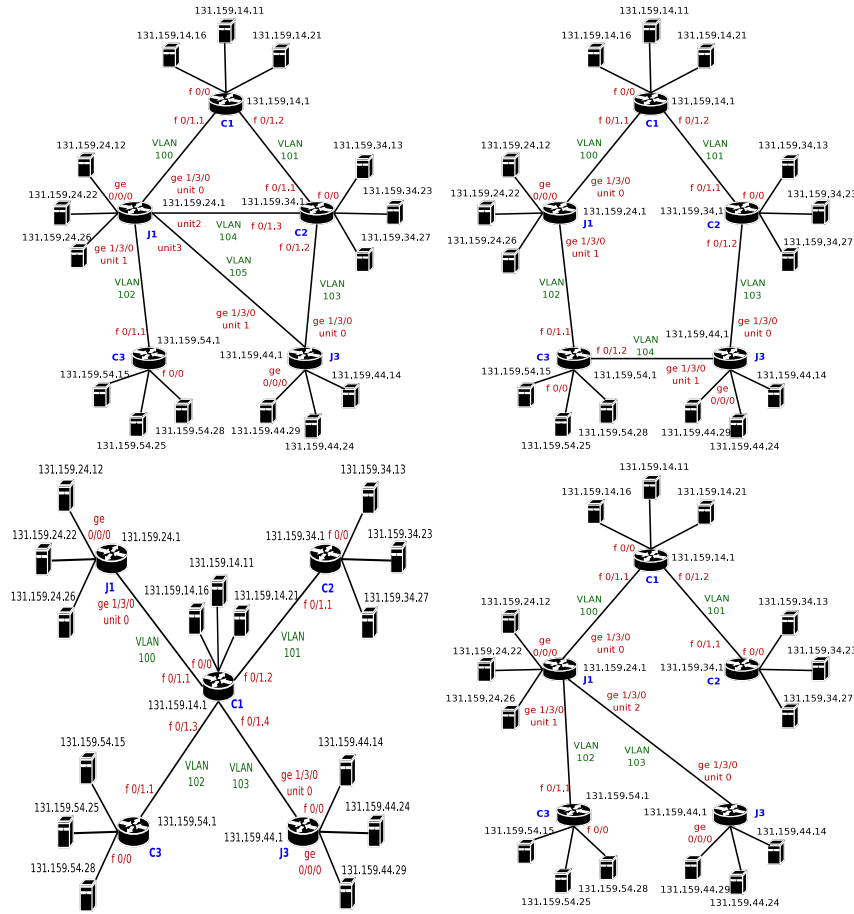 131.159.14.11
131.159.14.16
131.159.14.21
f 0/0
131.159.14.1
f 0/1.1
C1
f 0/1.2
131.159.24.12
VLAN
100
VLAN
101
131.159.34.13
ge
0/0/0
ge 1/3/0
unit 0
f 0/1.1
f 0/0
131.159.24.22
131.159.24.1
131.159.34.1
131.159.34.23
unit2
VLAN
104
f 0/1.3
C2
131.159.24.26
J1
unit3
f 0/1.2
131.159.34.27
ge 1/3/0
unit 1
VLAN
105
VLAN
102
ge 1/3/0
unit 1
VLAN
103
f 0/1.1
ge 1/3/0
unit 0
131.159.54.1
C3
131.159.44.1
J3
131.159.54.15
f 0/0
ge
0/0/0
131.159.44.14
131.159.54.28
131.159.44.29
131.159.54.25
131.159.44.24
131.159.14.11
131.159.14.16
131.159.14.21
f 0/0
131.159.14.1
f 0/1.1
C1
f 0/1.2
131.159.24.12
VLAN
100
VLAN
101
131.159.34.13
ge
0/0/0
ge 1/3/0
unit 0
f 0/1.1
f 0/0
131.159.24.22
131.159.34.23
131.159.24.1
131.159.34.1
J1
C2
131.159.24.26
ge 1/3/0
unit 1
f 0/1.2
131.159.34.27
VLAN
102
VLAN
103
f 0/1.1
ge 1/3/0
unit 0
131.159.44.1
VLAN
104
C3
f 0/1.2
J3
131.159.54.15
131.159.54.1
ge 1/3/0
unit 1
f 0/0
ge
0/0/0
131.159.44.14
131.159.54.28
131.159.44.29
131.159.54.25
131.159.44.24
131.159.24.12
131.159.34.13
ge
0/0/0
131.159.24.22
131.159.24.1
131.159.34.1
f 0/0
131.159.34.23
J1
131.159.14.11
C2
131.159.24.26
ge 1/3/0
unit 0
131.159.14.16
131.159.14.21
f 0/1.1
131.159.34.27
VLAN
100
VLAN
101
f 0/0
f 0/1.1
f 0/1.2
131.159.14.1
C1
f 0/1.3
f 0/1.4
131.159.54.15
131.159.44.14
VLAN
102
VLAN
103
ge 1/3/0
unit 0
f 0/1.1
f 0/0
131.159.54.25
131.159.44.24
131.159.54.1
131.159.44.1
C3
J3
f 0/0
ge
0/0/0
131.159.54.28
131.159.44.29
131.159.14.11
131.159.14.16
131.159.14.21
f 0/0
131.159.14.1
f 0/1.1
C1
f 0/1.2
131.159.24.12
VLAN
100
VLAN
101
131.159.34.13
ge
0/0/0
ge 1/3/0
unit 0
f 0/1.1
f 0/0
131.159.24.22
131.159.34.23
131.159.24.1
131.159.34.1
J1
C2
131.159.24.26
ge 1/3/0
unit 1
ge 1/3/0
unit 2
131.159.34.27
VLAN
102
VLAN
103
ge 1/3/0
unit 0
f 0/1.1
131.159.54.1
C3
131.159.44.1
J3
131.159.54.15
f 0/0
ge
0/0/0
131.159.44.14
131.159.54.28
131.159.44.29
131.159.54.25
131.159.44.24